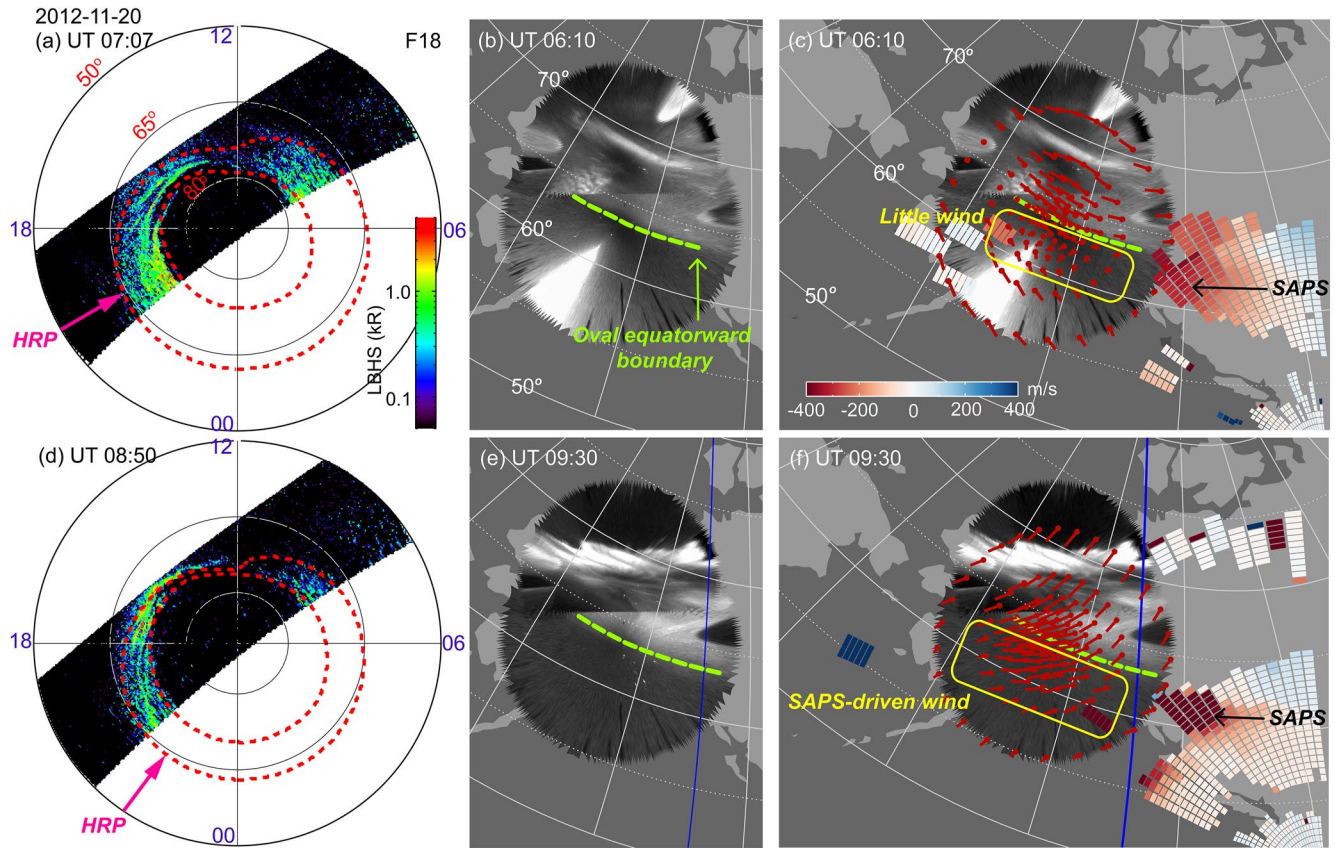 2012-11-20
(a) UT 07:07
F18
12
50°
65°
80°
18
06
HRP
00
1.0
0.1
LBHS (kR)
(b) UT 06:10
70°
60°
50°
Oval equatorward
boundary
(c) UT 06:10
70°
60°
50°
Little wind
SAPS
-400 -200 0 200 400 m/s
(d) UT 08:50
12
18
06
HRP
00
(e) UT 09:30
(f) UT 09:30
SAPS-driven wind
SAPS